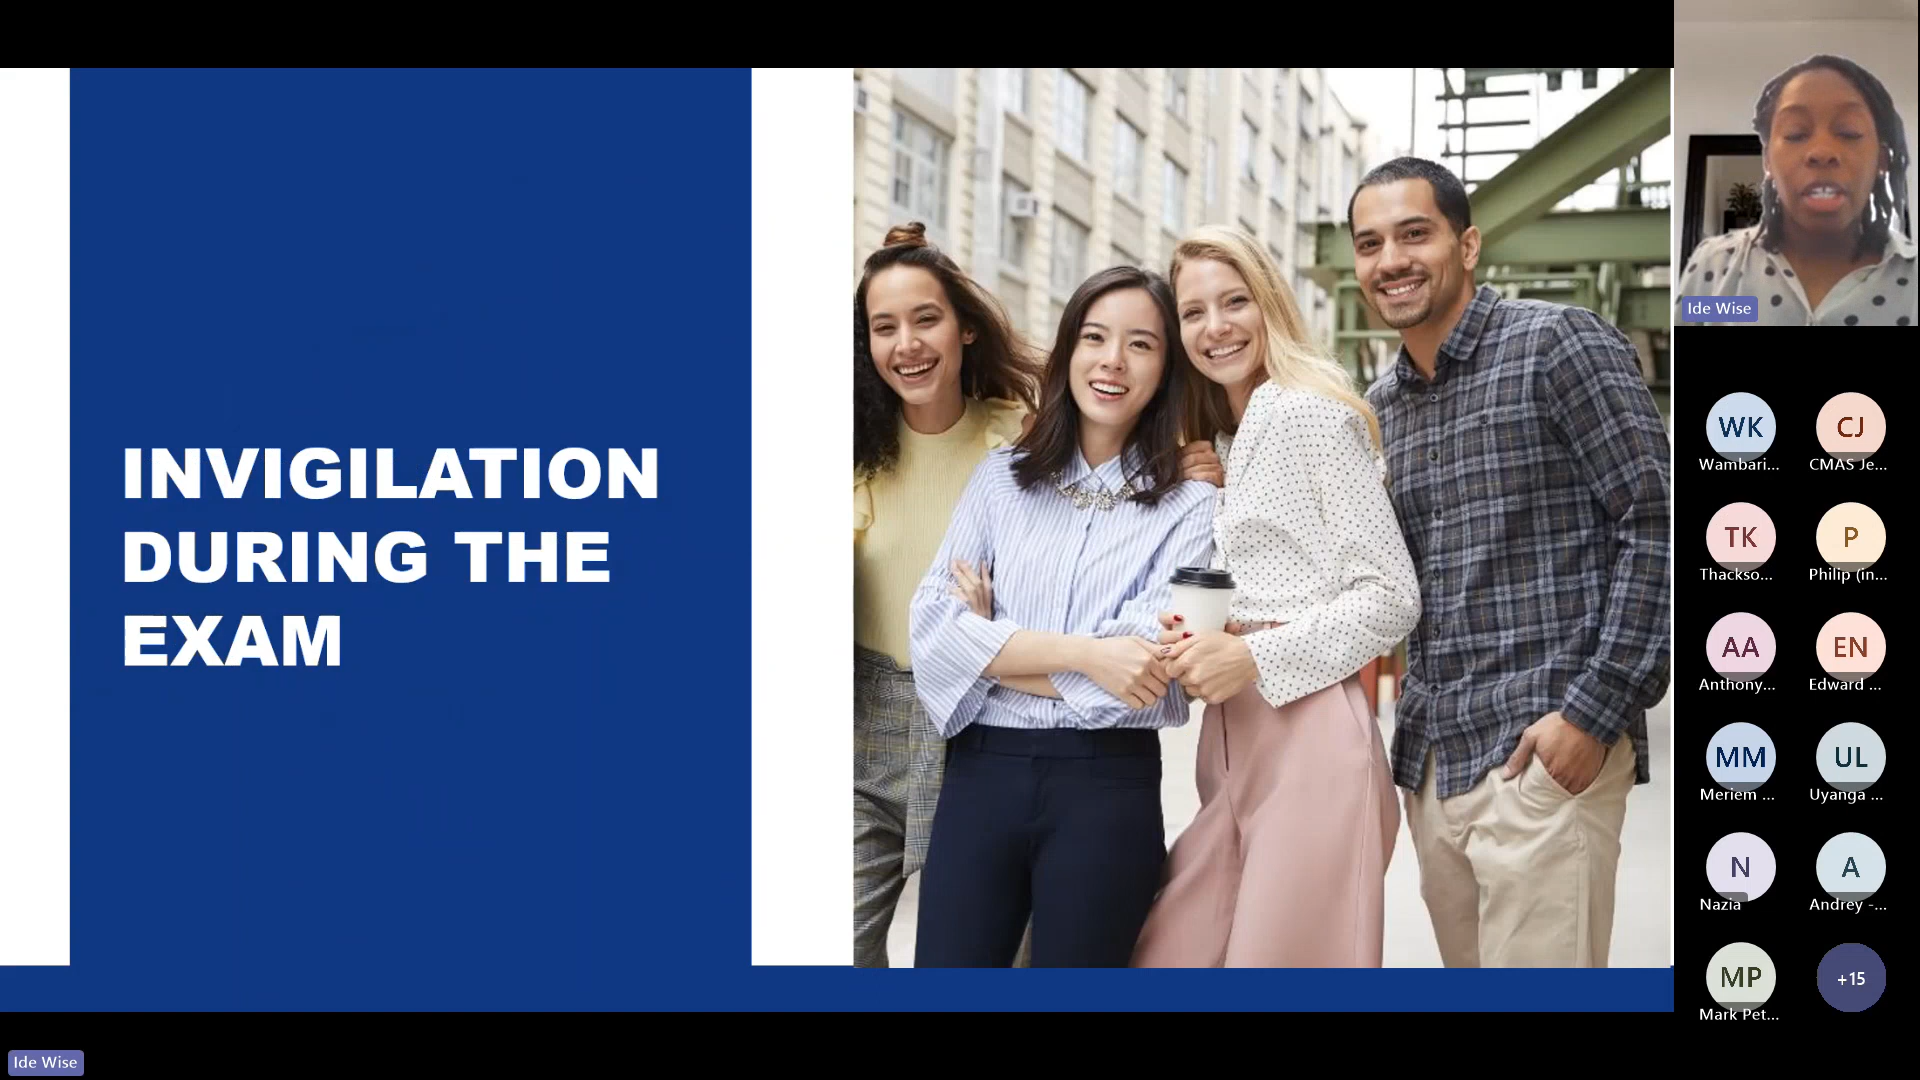 INVIGILATION
DURING THE
EXAM
Ide Wise
WK
Wambari...
CJ
CMAS Je...
TK
Thackso...
P
Philip (in...
AA
Anthony...
EN
Edward ...
MM
Meriem ...
UL
Uyanga ...
N
Nazia
A
Andrey -...
MP
Mark Pet...
+15
Ide Wise